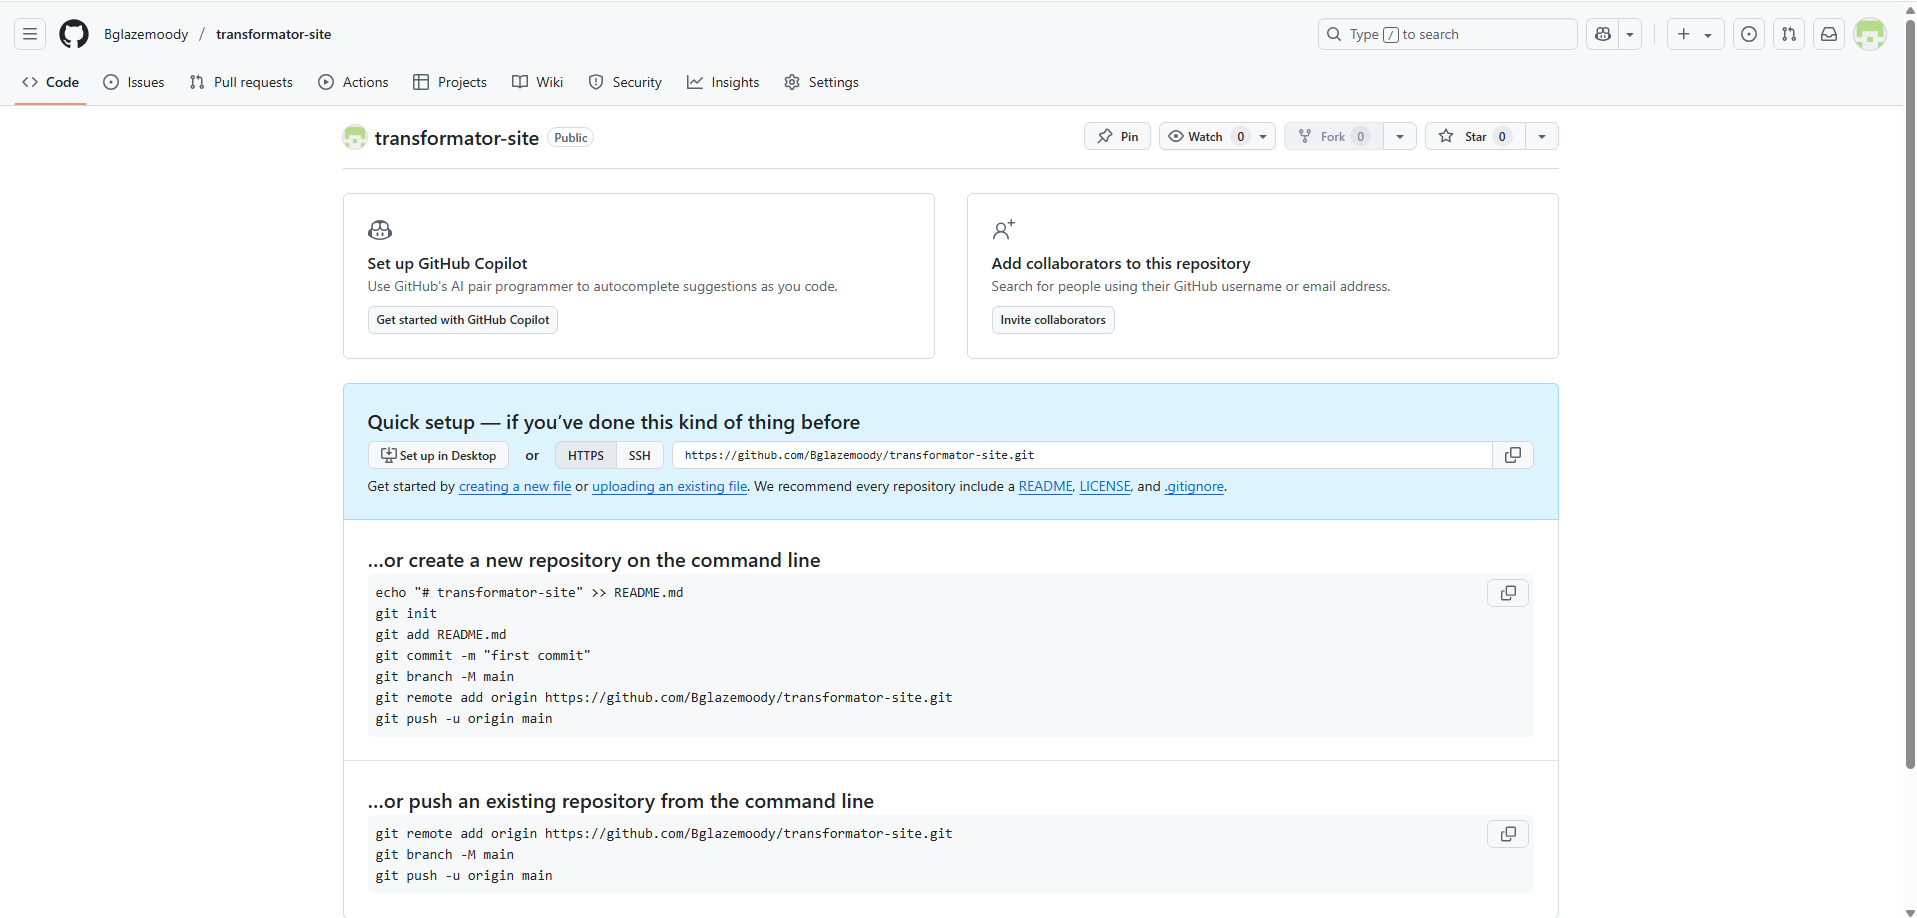 Bglazemoody / transformator-site
Type / to search
Code Issues Pull requests Actions Projects Wiki Security Insights Settings
transformator-site Public
Pin Watch 0 Fork 0 Star 0
Set up GitHub Copilot
Use GitHub's AI pair programmer to autocomplete suggestions as you code.
Get started with GitHub Copilot
Add collaborators to this repository
Search for people using their GitHub username or email address.
Invite collaborators
Quick setup — if you’ve done this kind of thing before
Set up in Desktop or HTTPS SSH https://github.com/Bglazemoody/transformator-site.git
Get started by creating a new file or uploading an existing file. We recommend every repository include a README, LICENSE, and .gitignore.
…or create a new repository on the command line
echo "# transformator-site" >> README.md
git init
git add README.md
git commit -m "first commit"
git branch -M main
git remote add origin https://github.com/Bglazemoody/transformator-site.git
git push -u origin main
…or push an existing repository from the command line
git remote add origin https://github.com/Bglazemoody/transformator-site.git
git branch -M main
git push -u origin main